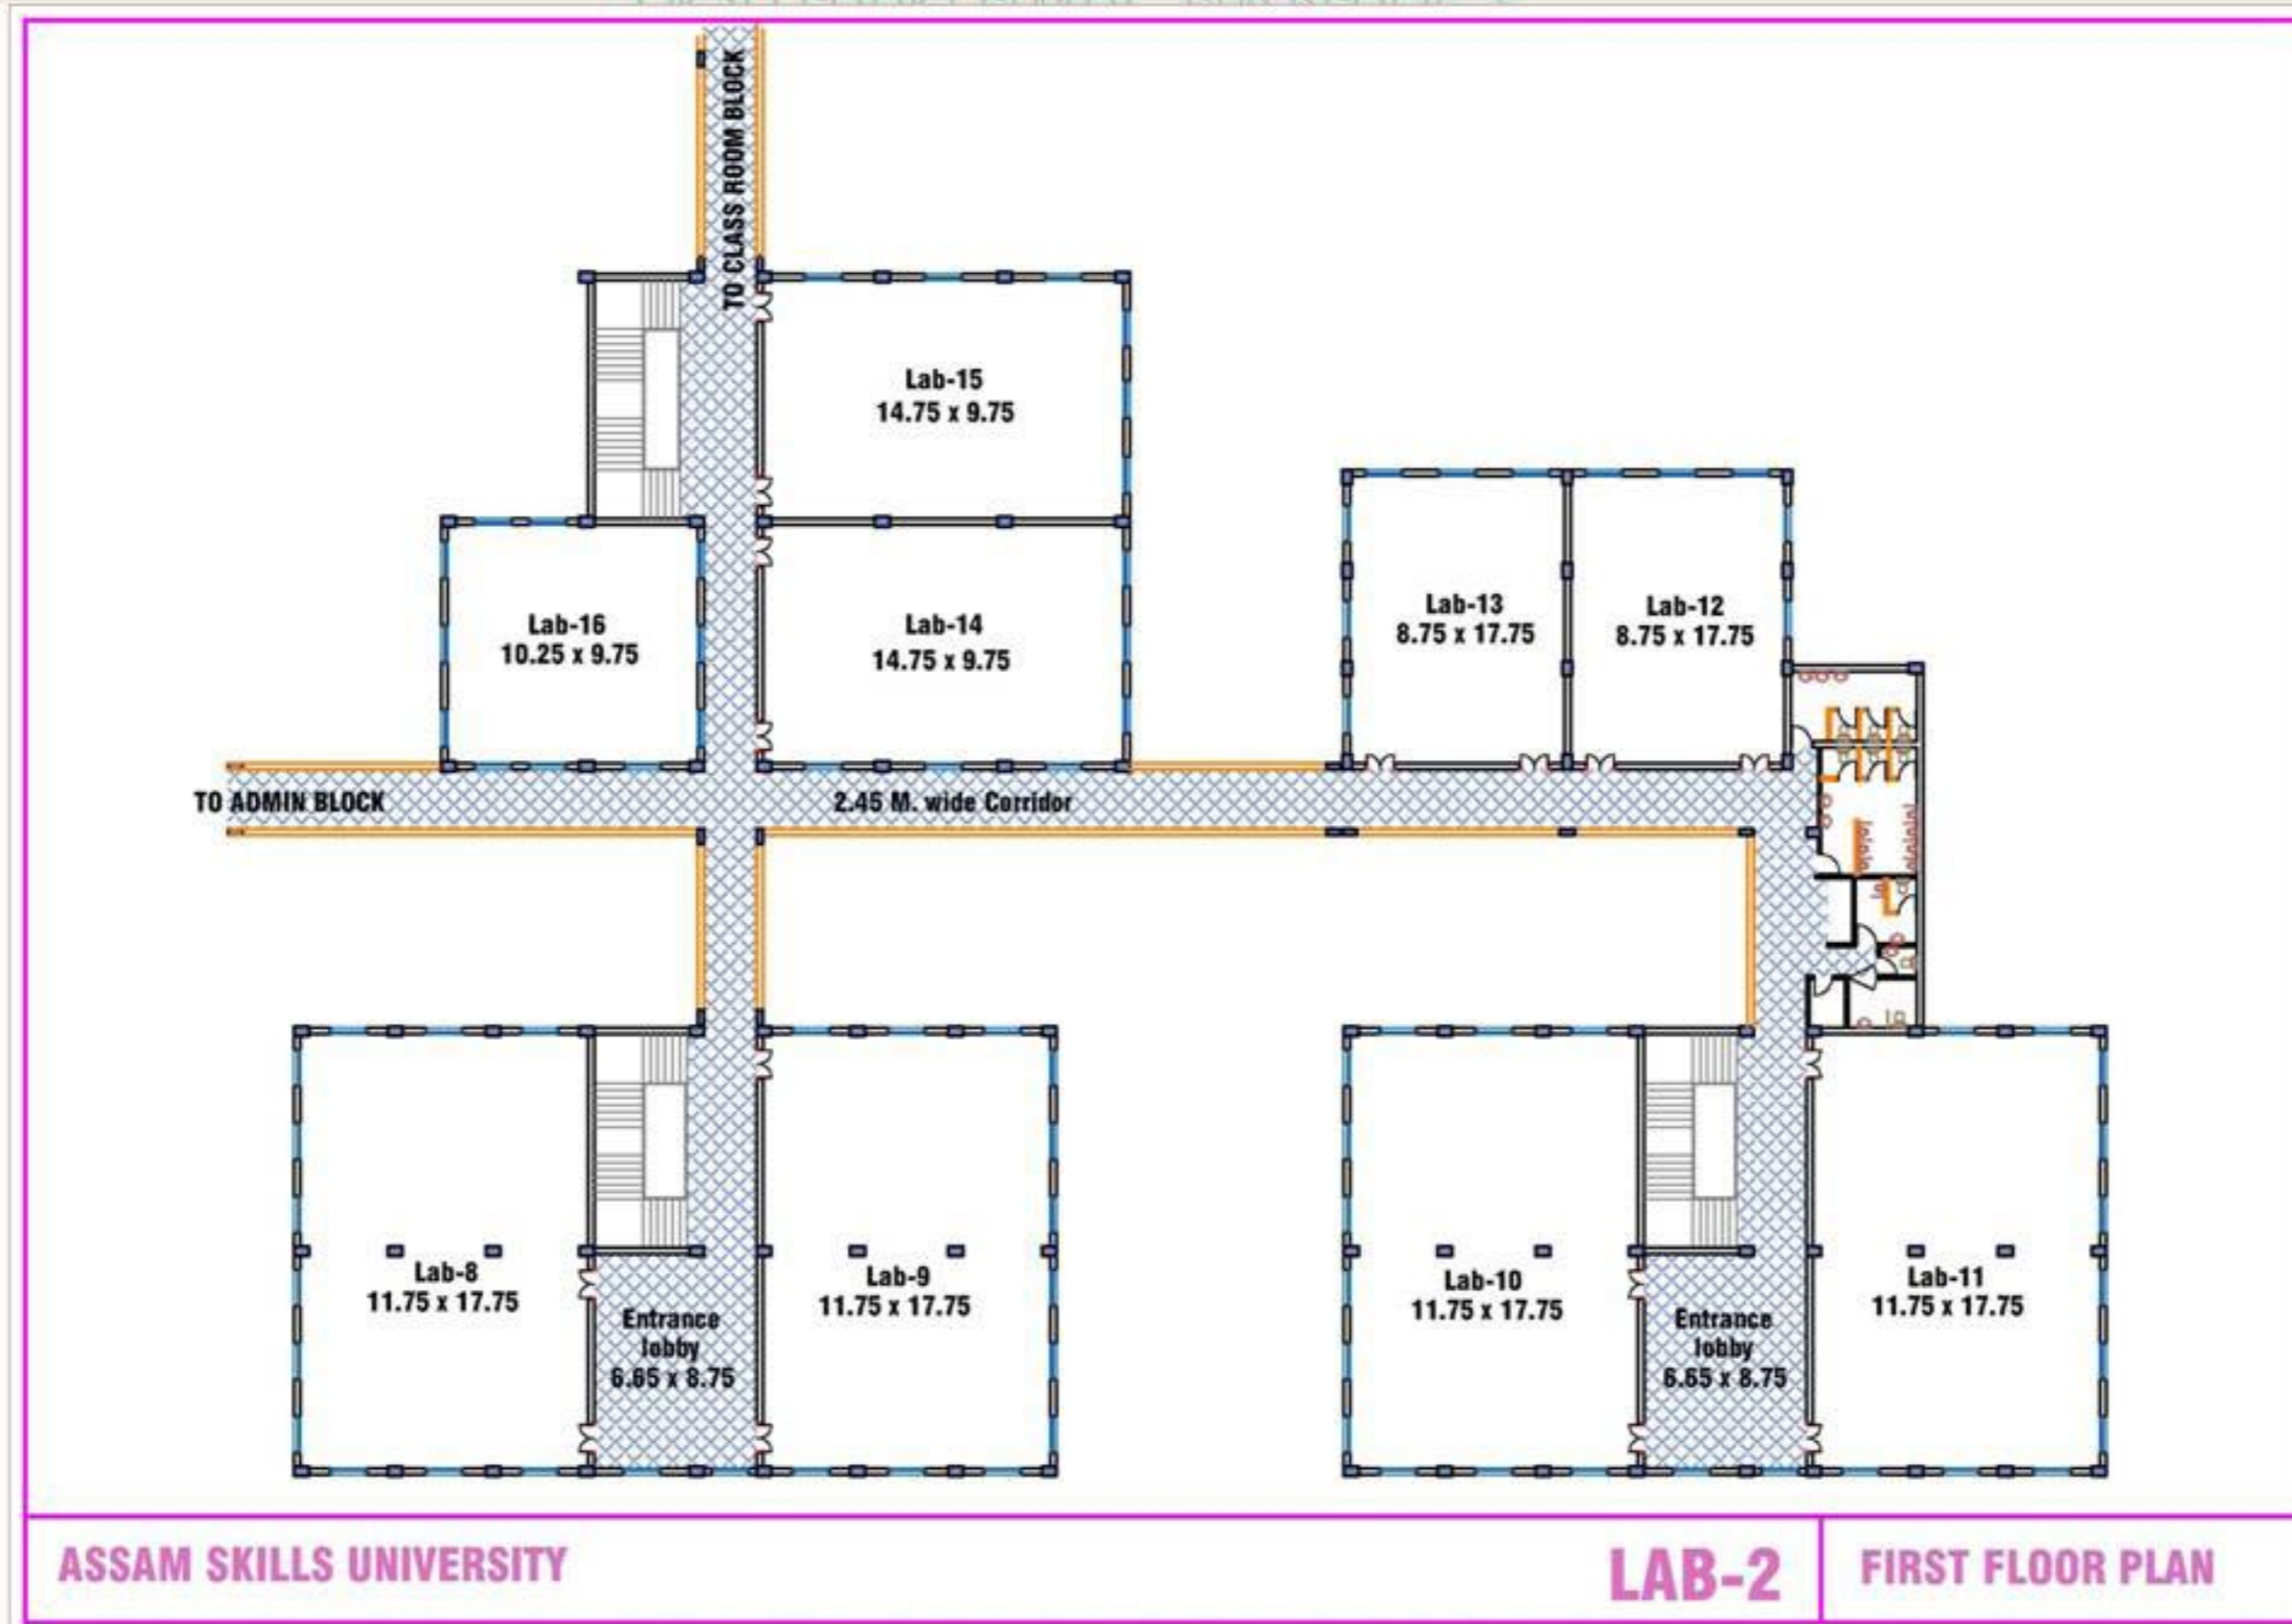 TO CLASS ROOM BLOCK
Lab-15
14.75 x 9.75
Lab-16
10.25 x 9.75
Lab-14
14.75 x 9.75
Lab-13
8.75 x 17.75
Lab-12
8.75 x 17.75
TO ADMIN BLOCK
2.45 M. wide Corridor
Lab-8
11.75 x 17.75
Entrance
lobby
6.65 x 8.75
Lab-9
11.75 x 17.75
Lab-10
11.75 x 17.75
Entrance
lobby
6.65 x 8.75
Lab-11
11.75 x 17.75
ASSAM SKILLS UNIVERSITY
LAB-2
FIRST FLOOR PLAN